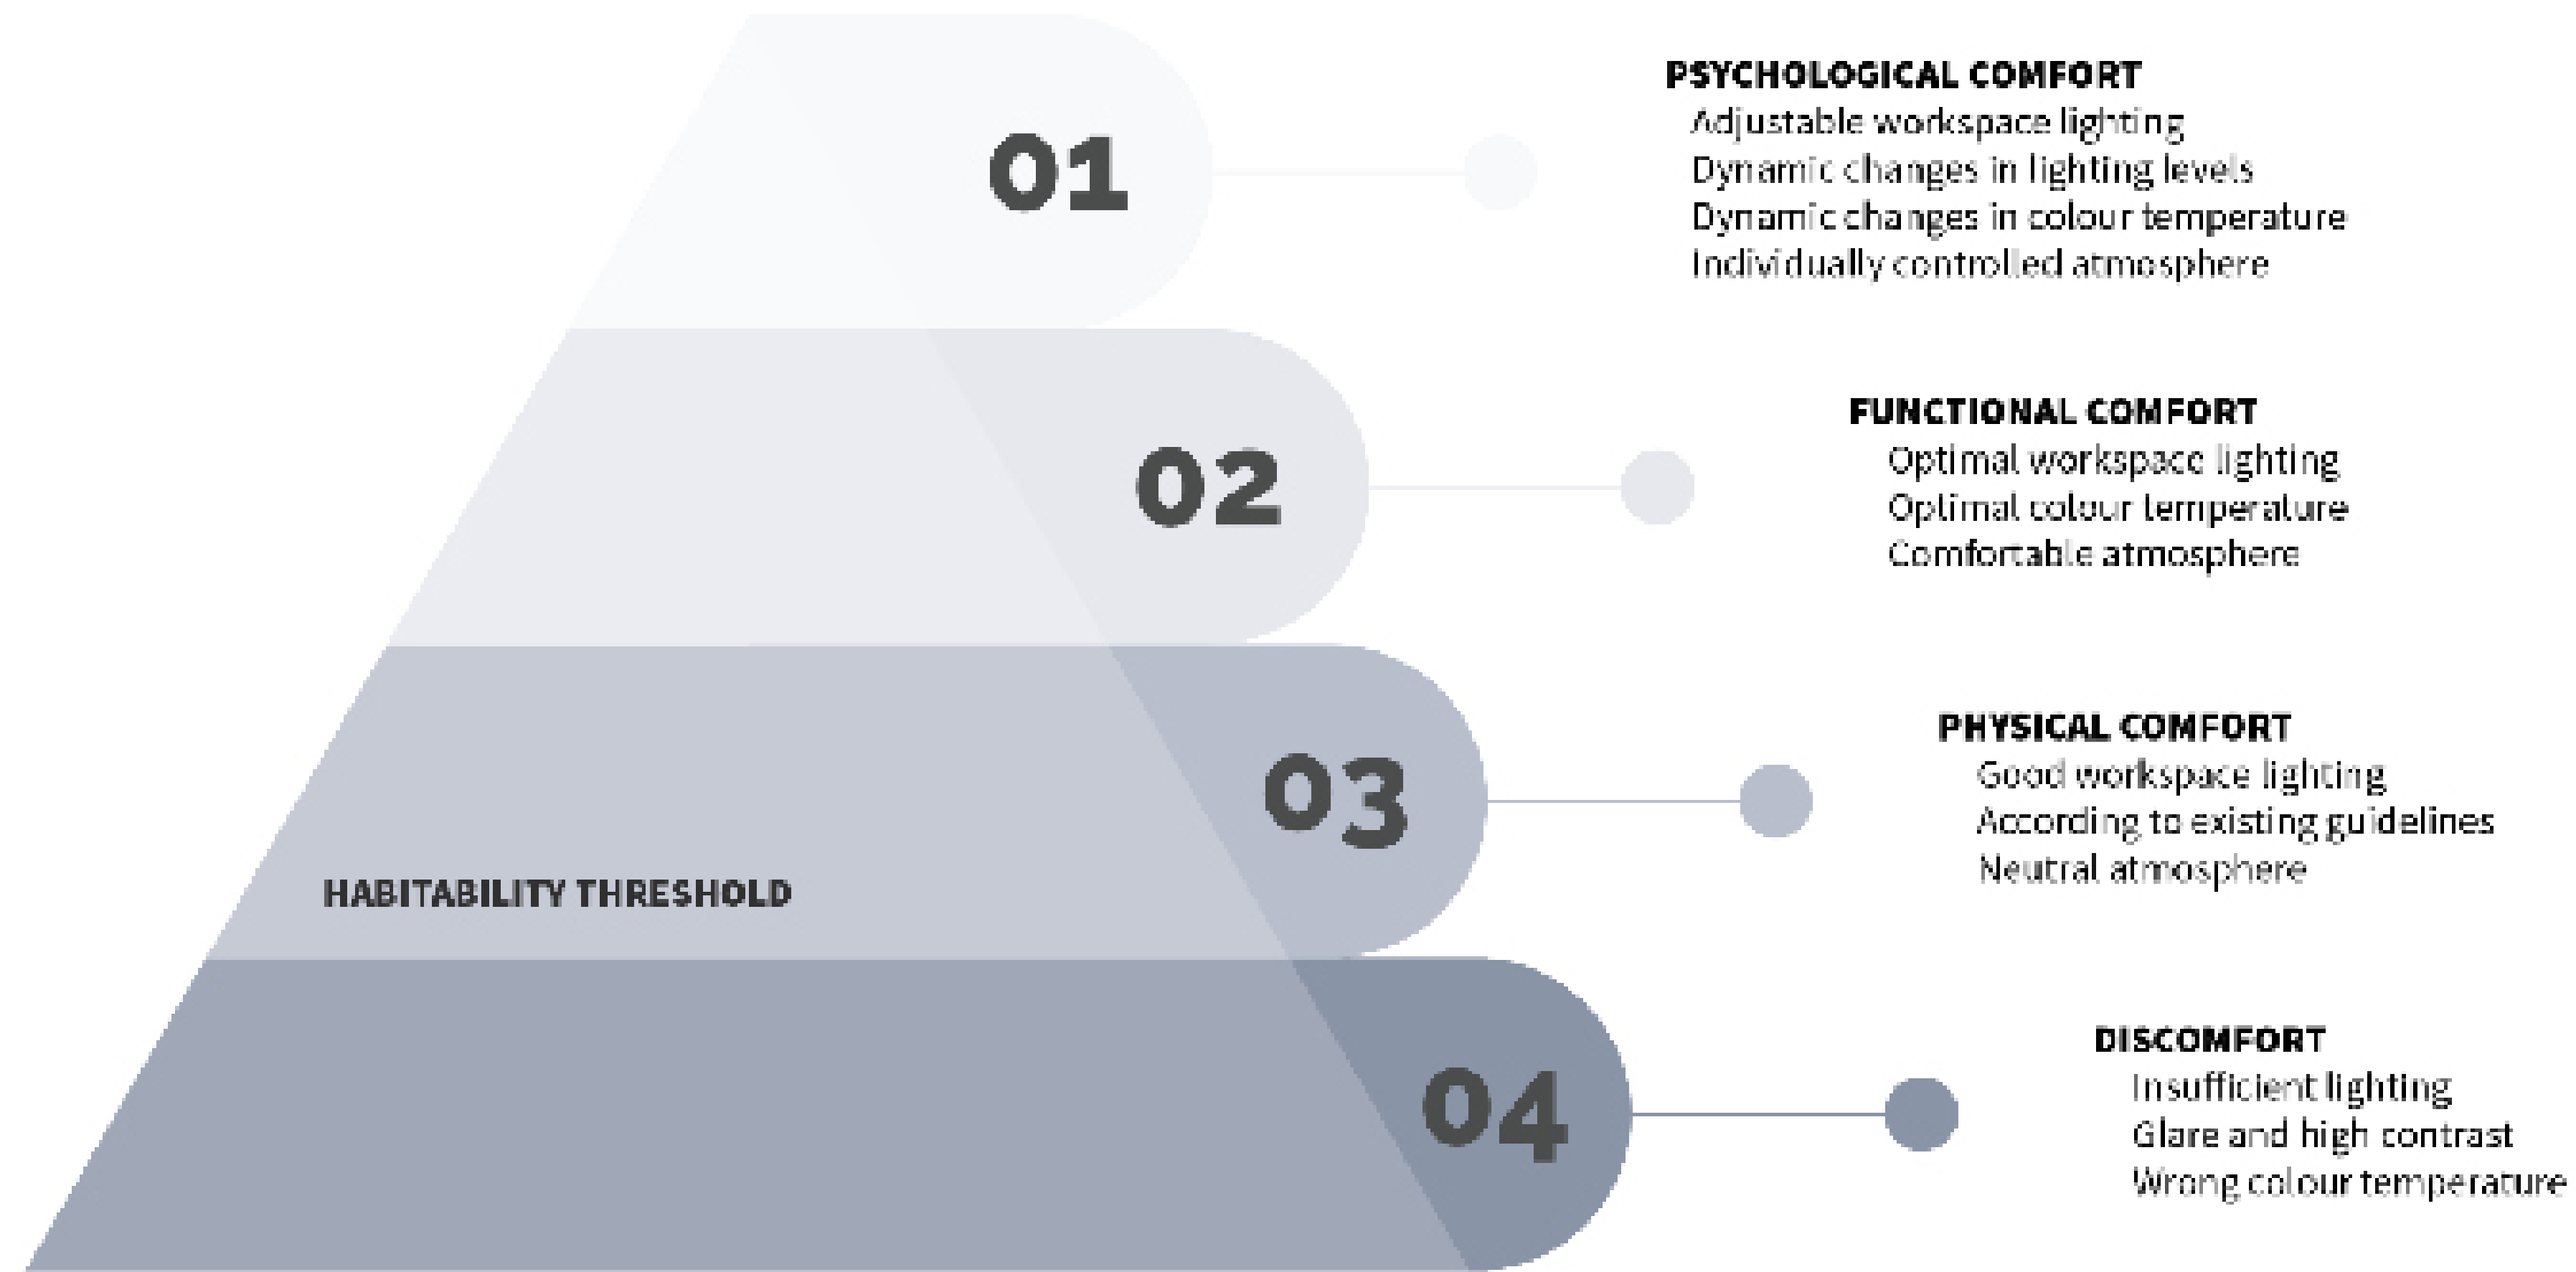 01
PSYCHOLOGICAL COMFORT
Adjustable workspace lighting
Dynamic changes in lighting levels
Dynamic changes in colour temperature
Individually controlled atmosphere
02
FUNCTIONAL COMFORT
Optimal workspace lighting
Optimal colour temperature
Comfortable atmosphere
03
PHYSICAL COMFORT
Good workspace lighting
According to existing guidelines
Neutral atmosphere
HABITABILITY THRESHOLD
04
DISCOMFORT
Insufficient lighting
Glare and high contrast
Wrong colour temperature